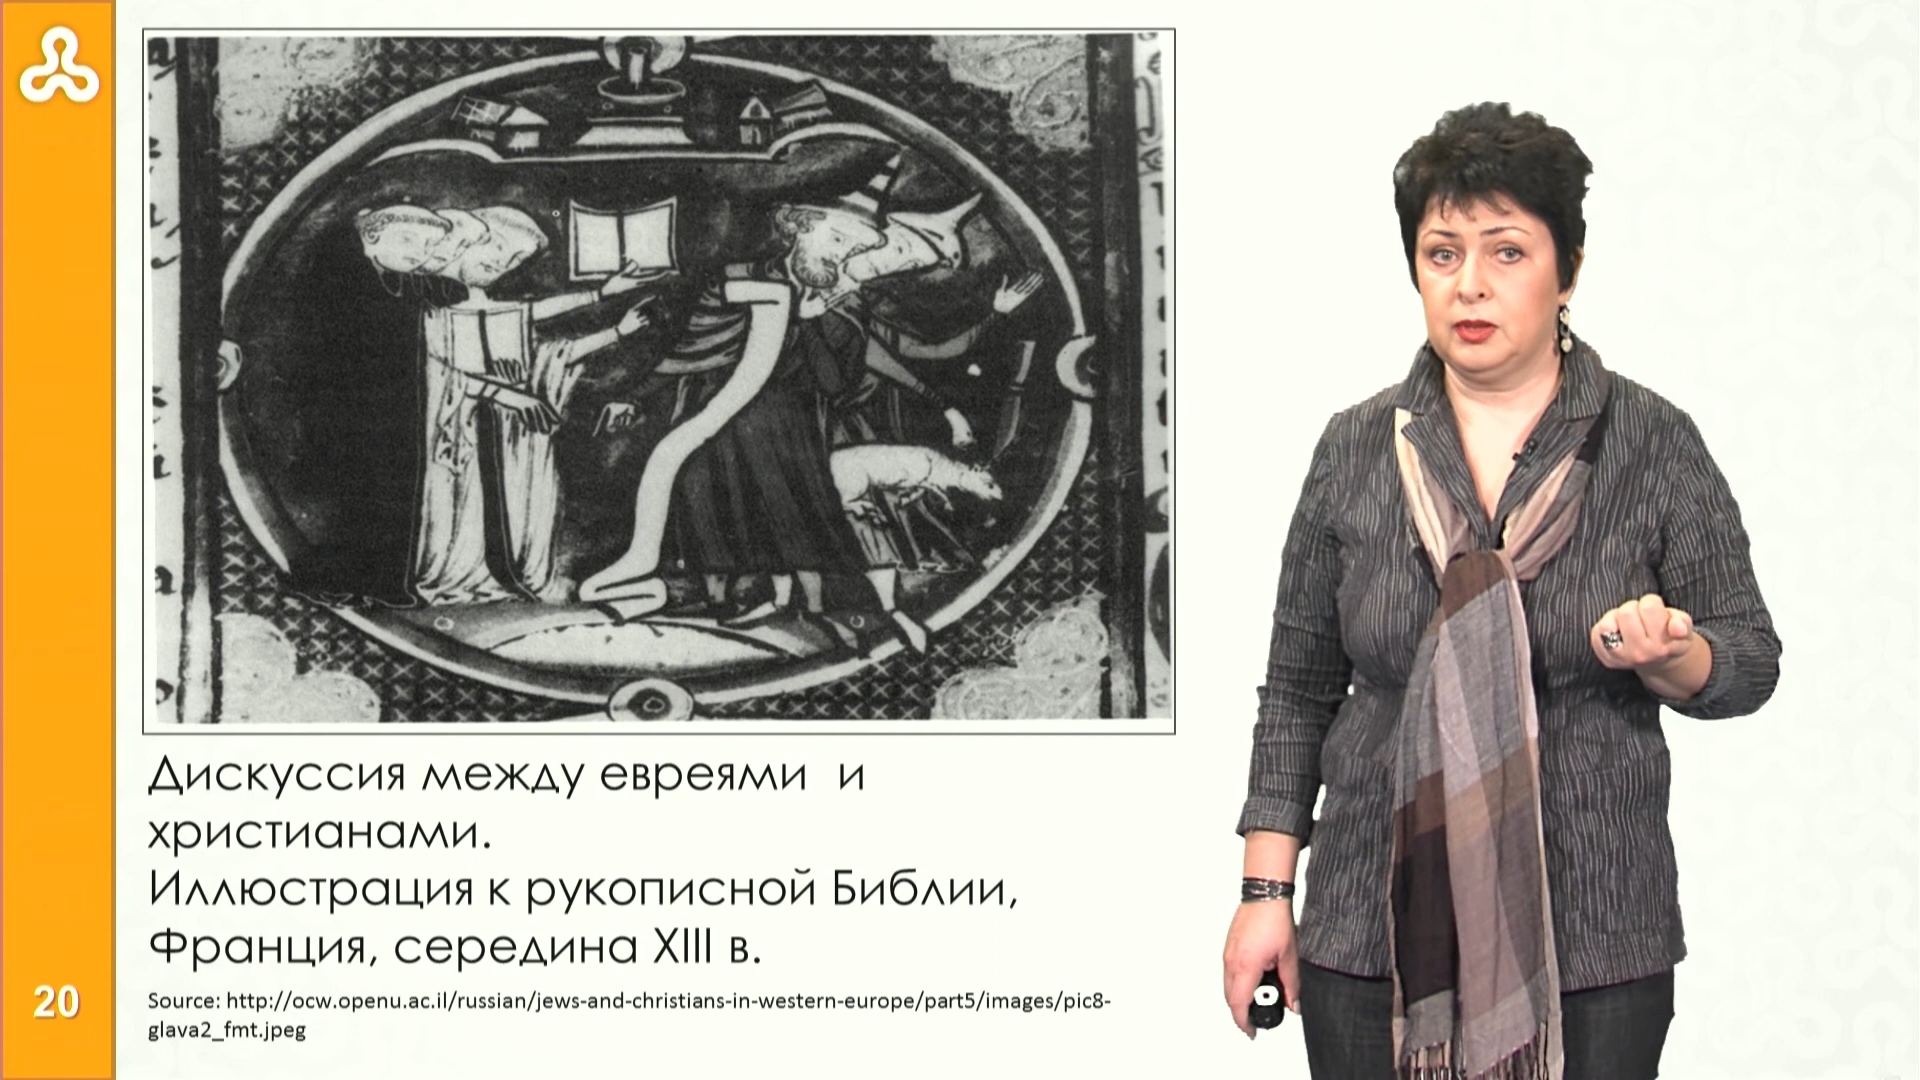 Дискуссия между евреями и
христианами.
Иллюстрация к рукописной Библии,
Франция, середина XIII в.
Source: http://ocw.openu.ac.il/russian/jews-and-christians-in-western-europe/part5/images/pic8-
glava2_fmt.jpeg
20